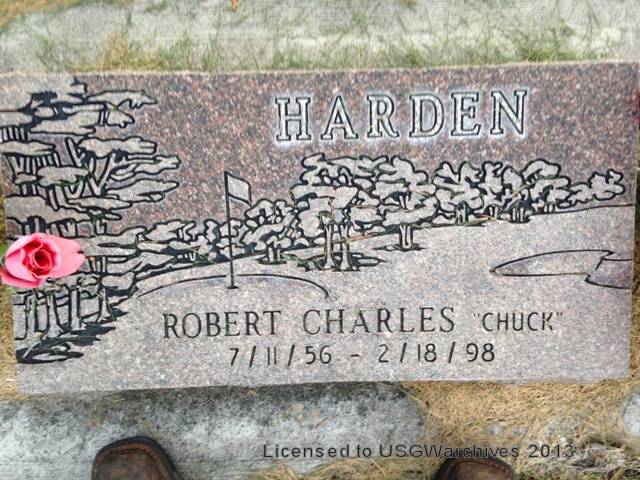 HARDEN
ROBERT CHARLES "CHUCK"
7/11/56 - 2/18/98
Licensed to USGWarchives 2013